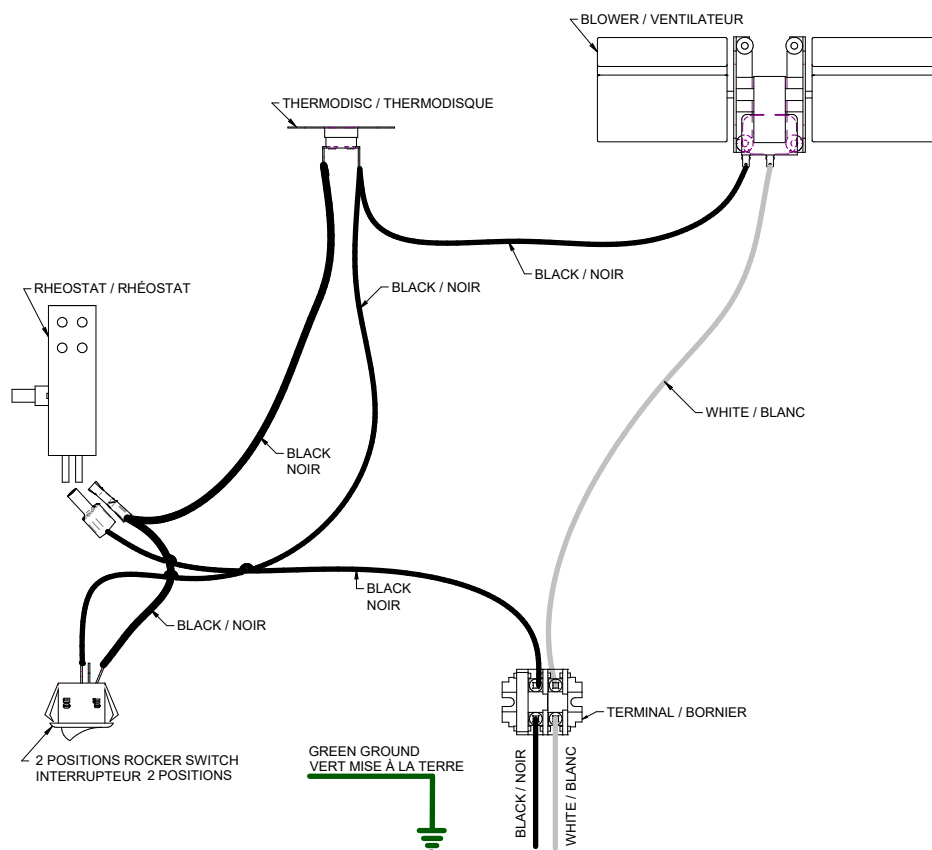 BLOWER / VENTILATEUR
THERMODISC / THERMODISQUE
BLACK / NOIR
RHEOSTAT / RHÉOSTAT
BLACK / NOIR
WHITE / BLANC
BLACK
NOIR
BLACK
NOIR
BLACK / NOIR
TERMINAL / BORNIER
2 POSITIONS ROCKER SWITCH
INTERRUPTEUR 2 POSITIONS
GREEN GROUND
VERT MISE À LA TERRE
BLACK / NOIR
WHITE / BLANC